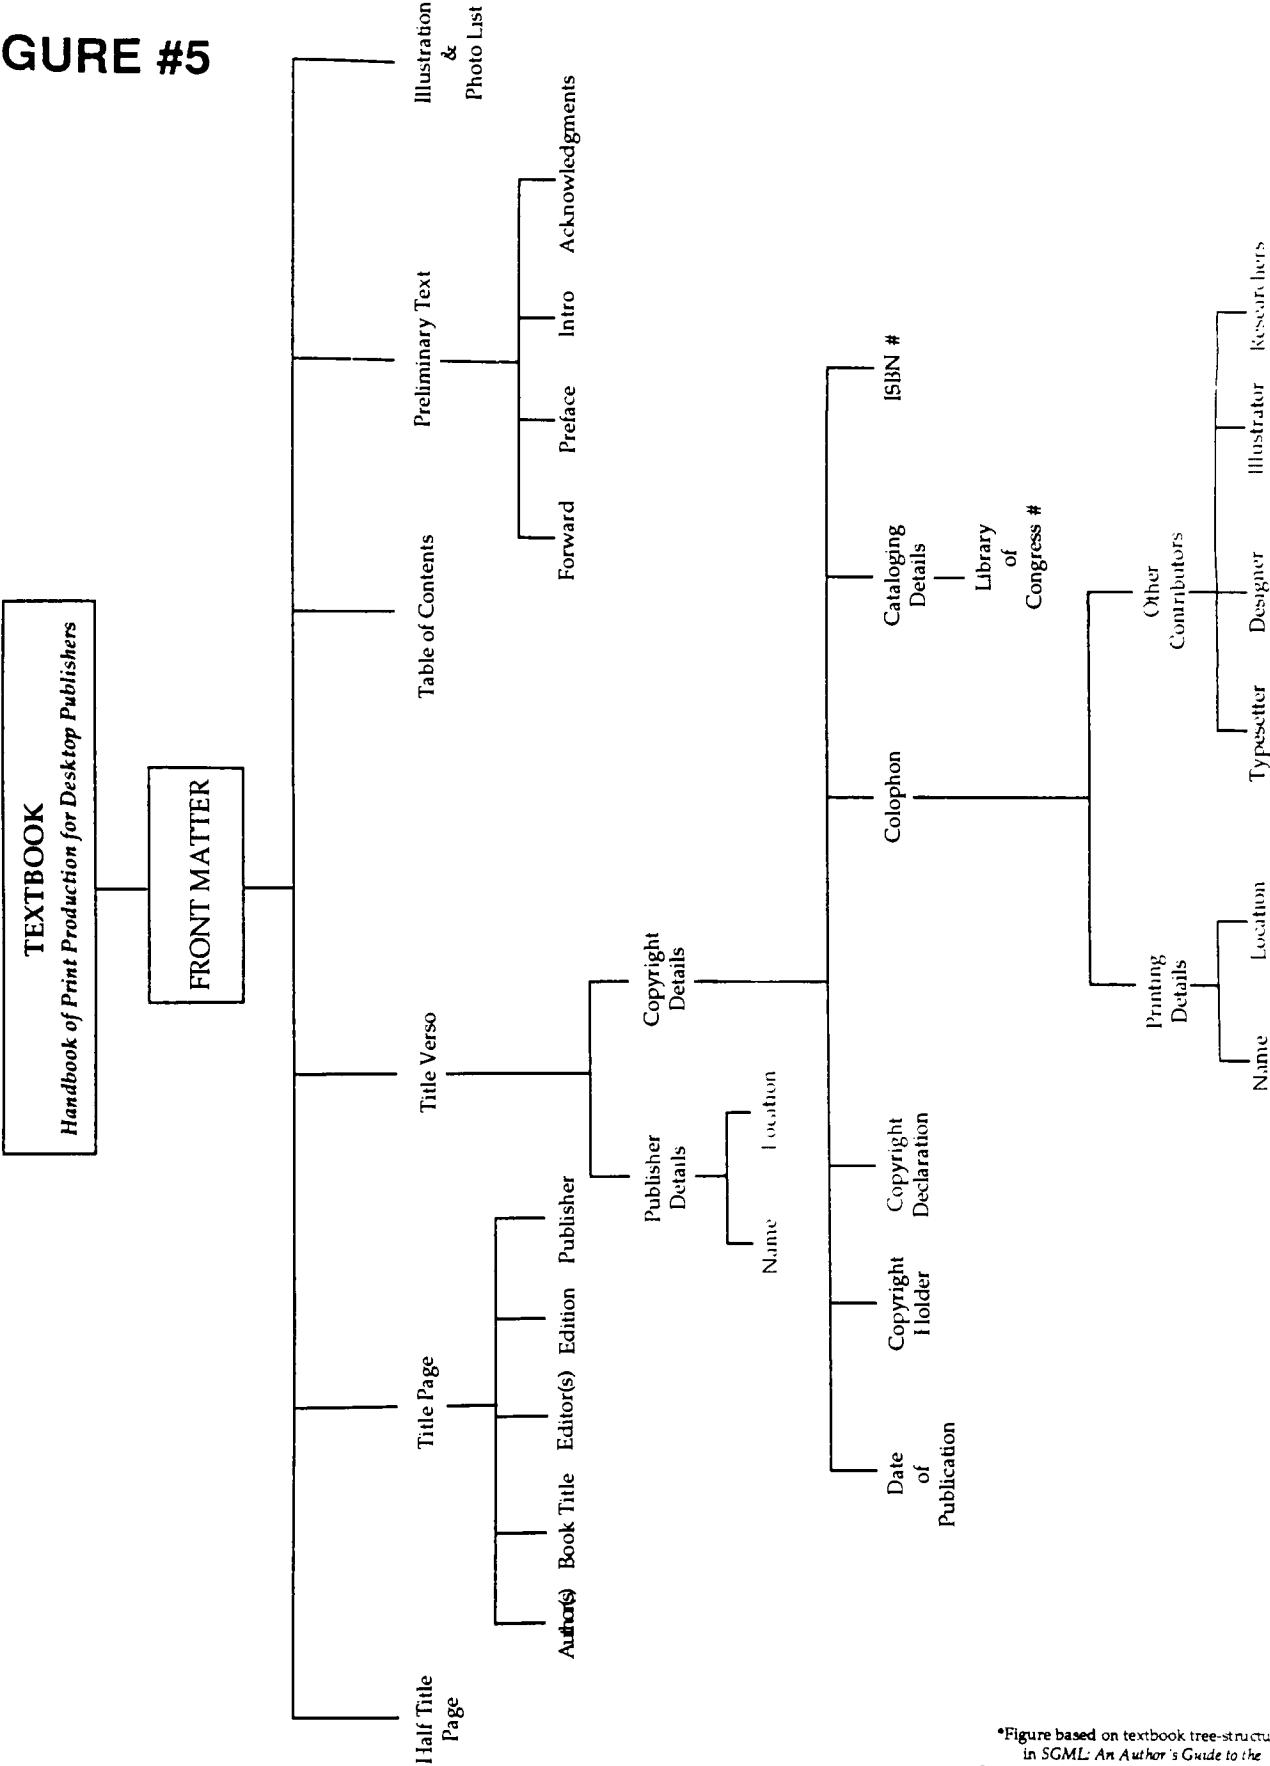 GURE #5
TEXTBOOK
Handbook of Print Production for Desktop Publishers
FRONT MATTER
Half Title
Page
Title Page
Title Verso
Table of Contents
Preliminary Text
Illustration
&
Photo List
Author(s)
Book Title
Editor(s)
Edition
Publisher
Forward
Preface
Intro
Acknowledgments
Publisher
Details
Copyright
Details
Name
Location
Date
of
Publication
Copyright
Holder
Copyright
Declaration
Colophon
Cataloging
Details
ISBN #
Library
of
Congress #
Printing
Details
Other
Contributors
Name
Location
Typesetter
Designer
Illustrator
Researchers
*Figure based on textbook tree-structu
in SGML: An Author's Guide to the